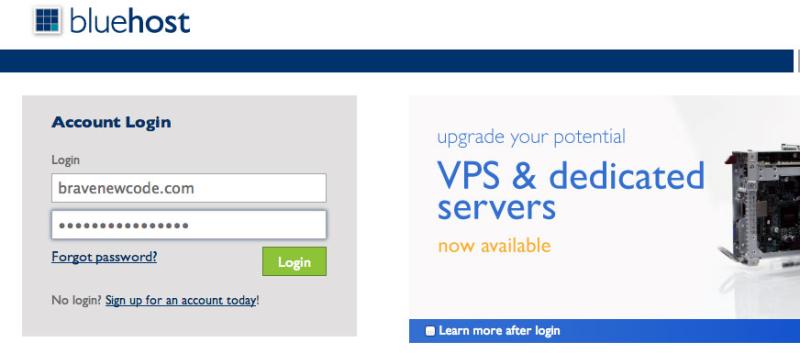 bluehost
Account Login
Login
bravenewcode.com
••••••••••••••••
Forgot password?
Login
No login? Sign up for an account today!
upgrade your potential
VPS & dedicated
servers
now available
Learn more after login